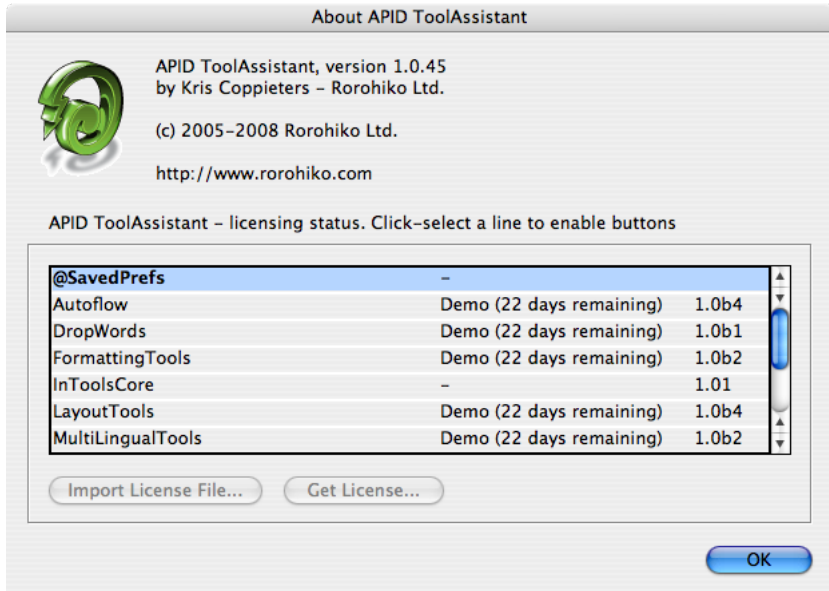 About APID ToolAssistant
APID ToolAssistant, version 1.0.45
by Kris Coppieters – Rorohiko Ltd.
(c) 2005–2008 Rorohiko Ltd.
http://www.rorohiko.com
APID ToolAssistant – licensing status. Click–select a line to enable buttons
@SavedPrefs –
Autoflow Demo (22 days remaining) 1.0b4
DropWords Demo (22 days remaining) 1.0b1
FormattingTools Demo (22 days remaining) 1.0b2
InToolsCore – 1.01
LayoutTools Demo (22 days remaining) 1.0b4
MultiLingualTools Demo (22 days remaining) 1.0b2
Import License File... Get License...
OK